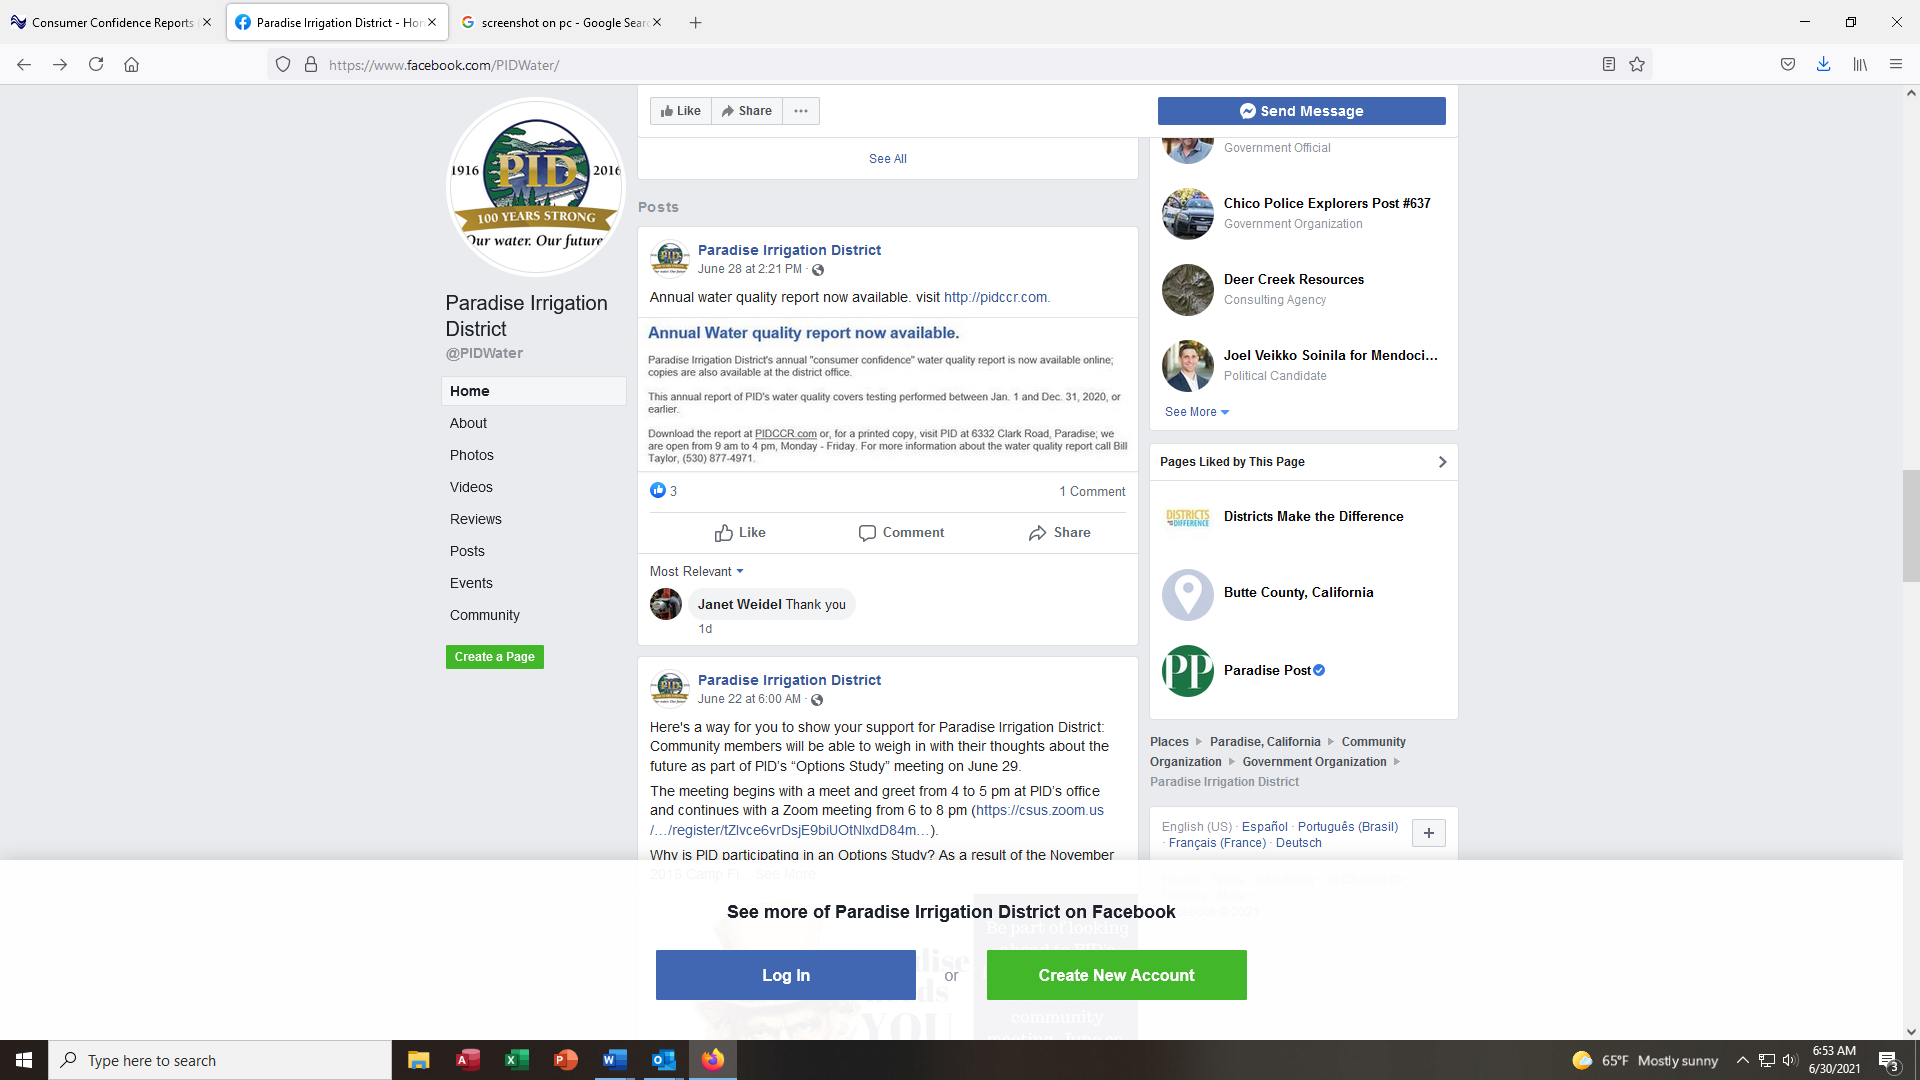 Consumer Confidence Reports
Paradise Irrigation District - Hom
screenshot on pc - Google Sear
https://www.facebook.com/PIDWater/
Like
Share
Send Message
1916 PID 2016
100 YEARS STRONG
Our water. Our future
Paradise Irrigation
District
@PIDWater
Home
About
Photos
Videos
Reviews
Posts
Events
Community
Create a Page
See All
Posts
Paradise Irrigation District
June 28 at 2:21 PM ·
Annual water quality report now available. visit http://pidccr.com.
Annual Water quality report now available.
Paradise Irrigation District's annual "consumer confidence" water quality report is now available online;
copies are also available at the district office.
This annual report of PID's water quality covers testing performed between Jan. 1 and Dec. 31, 2020, or
earlier.
Download the report at PIDCCR.com or, for a printed copy, visit PID at 6332 Clark Road, Paradise; we
are open from 9 am to 4 pm, Monday - Friday. For more information about the water quality report call Bill
Taylor, (530) 877-4971.
3
1 Comment
Like
Comment
Share
Most Relevant
Janet Weidel Thank you
1d
Paradise Irrigation District
June 22 at 6:00 AM ·
Here's a way for you to show your support for Paradise Irrigation District:
Community members will be able to weigh in with their thoughts about the
future as part of PID's “Options Study” meeting on June 29.
The meeting begins with a meet and greet from 4 to 5 pm at PID’s office
and continues with a Zoom meeting from 6 to 8 pm (https://csus.zoom.us
/…/register/tZlvce6vrDsjE9biUOtNlxdD84m…).
Why is PID participating in an Options Study? As a result of the November
2018 Camp Fi... See More
Government Official
Chico Police Explorers Post #637
Government Organization
Deer Creek Resources
Consulting Agency
Joel Veikko Soinila for Mendoci...
Political Candidate
See More
Pages Liked by This Page
DISTRICTS
DIFFERENCE
Districts Make the Difference
Butte County, California
PP
Paradise Post
Places
Paradise, California
Community
Organization
Government Organization
Paradise Irrigation District
English (US) · Español · Português (Brasil)
· Français (France) · Deutsch
See more of Paradise Irrigation District on Facebook
Be part of looking
Log In
or
Create New Account
YOU
community
Type here to search
65°F Mostly sunny
6:53 AM
6/30/2021
3